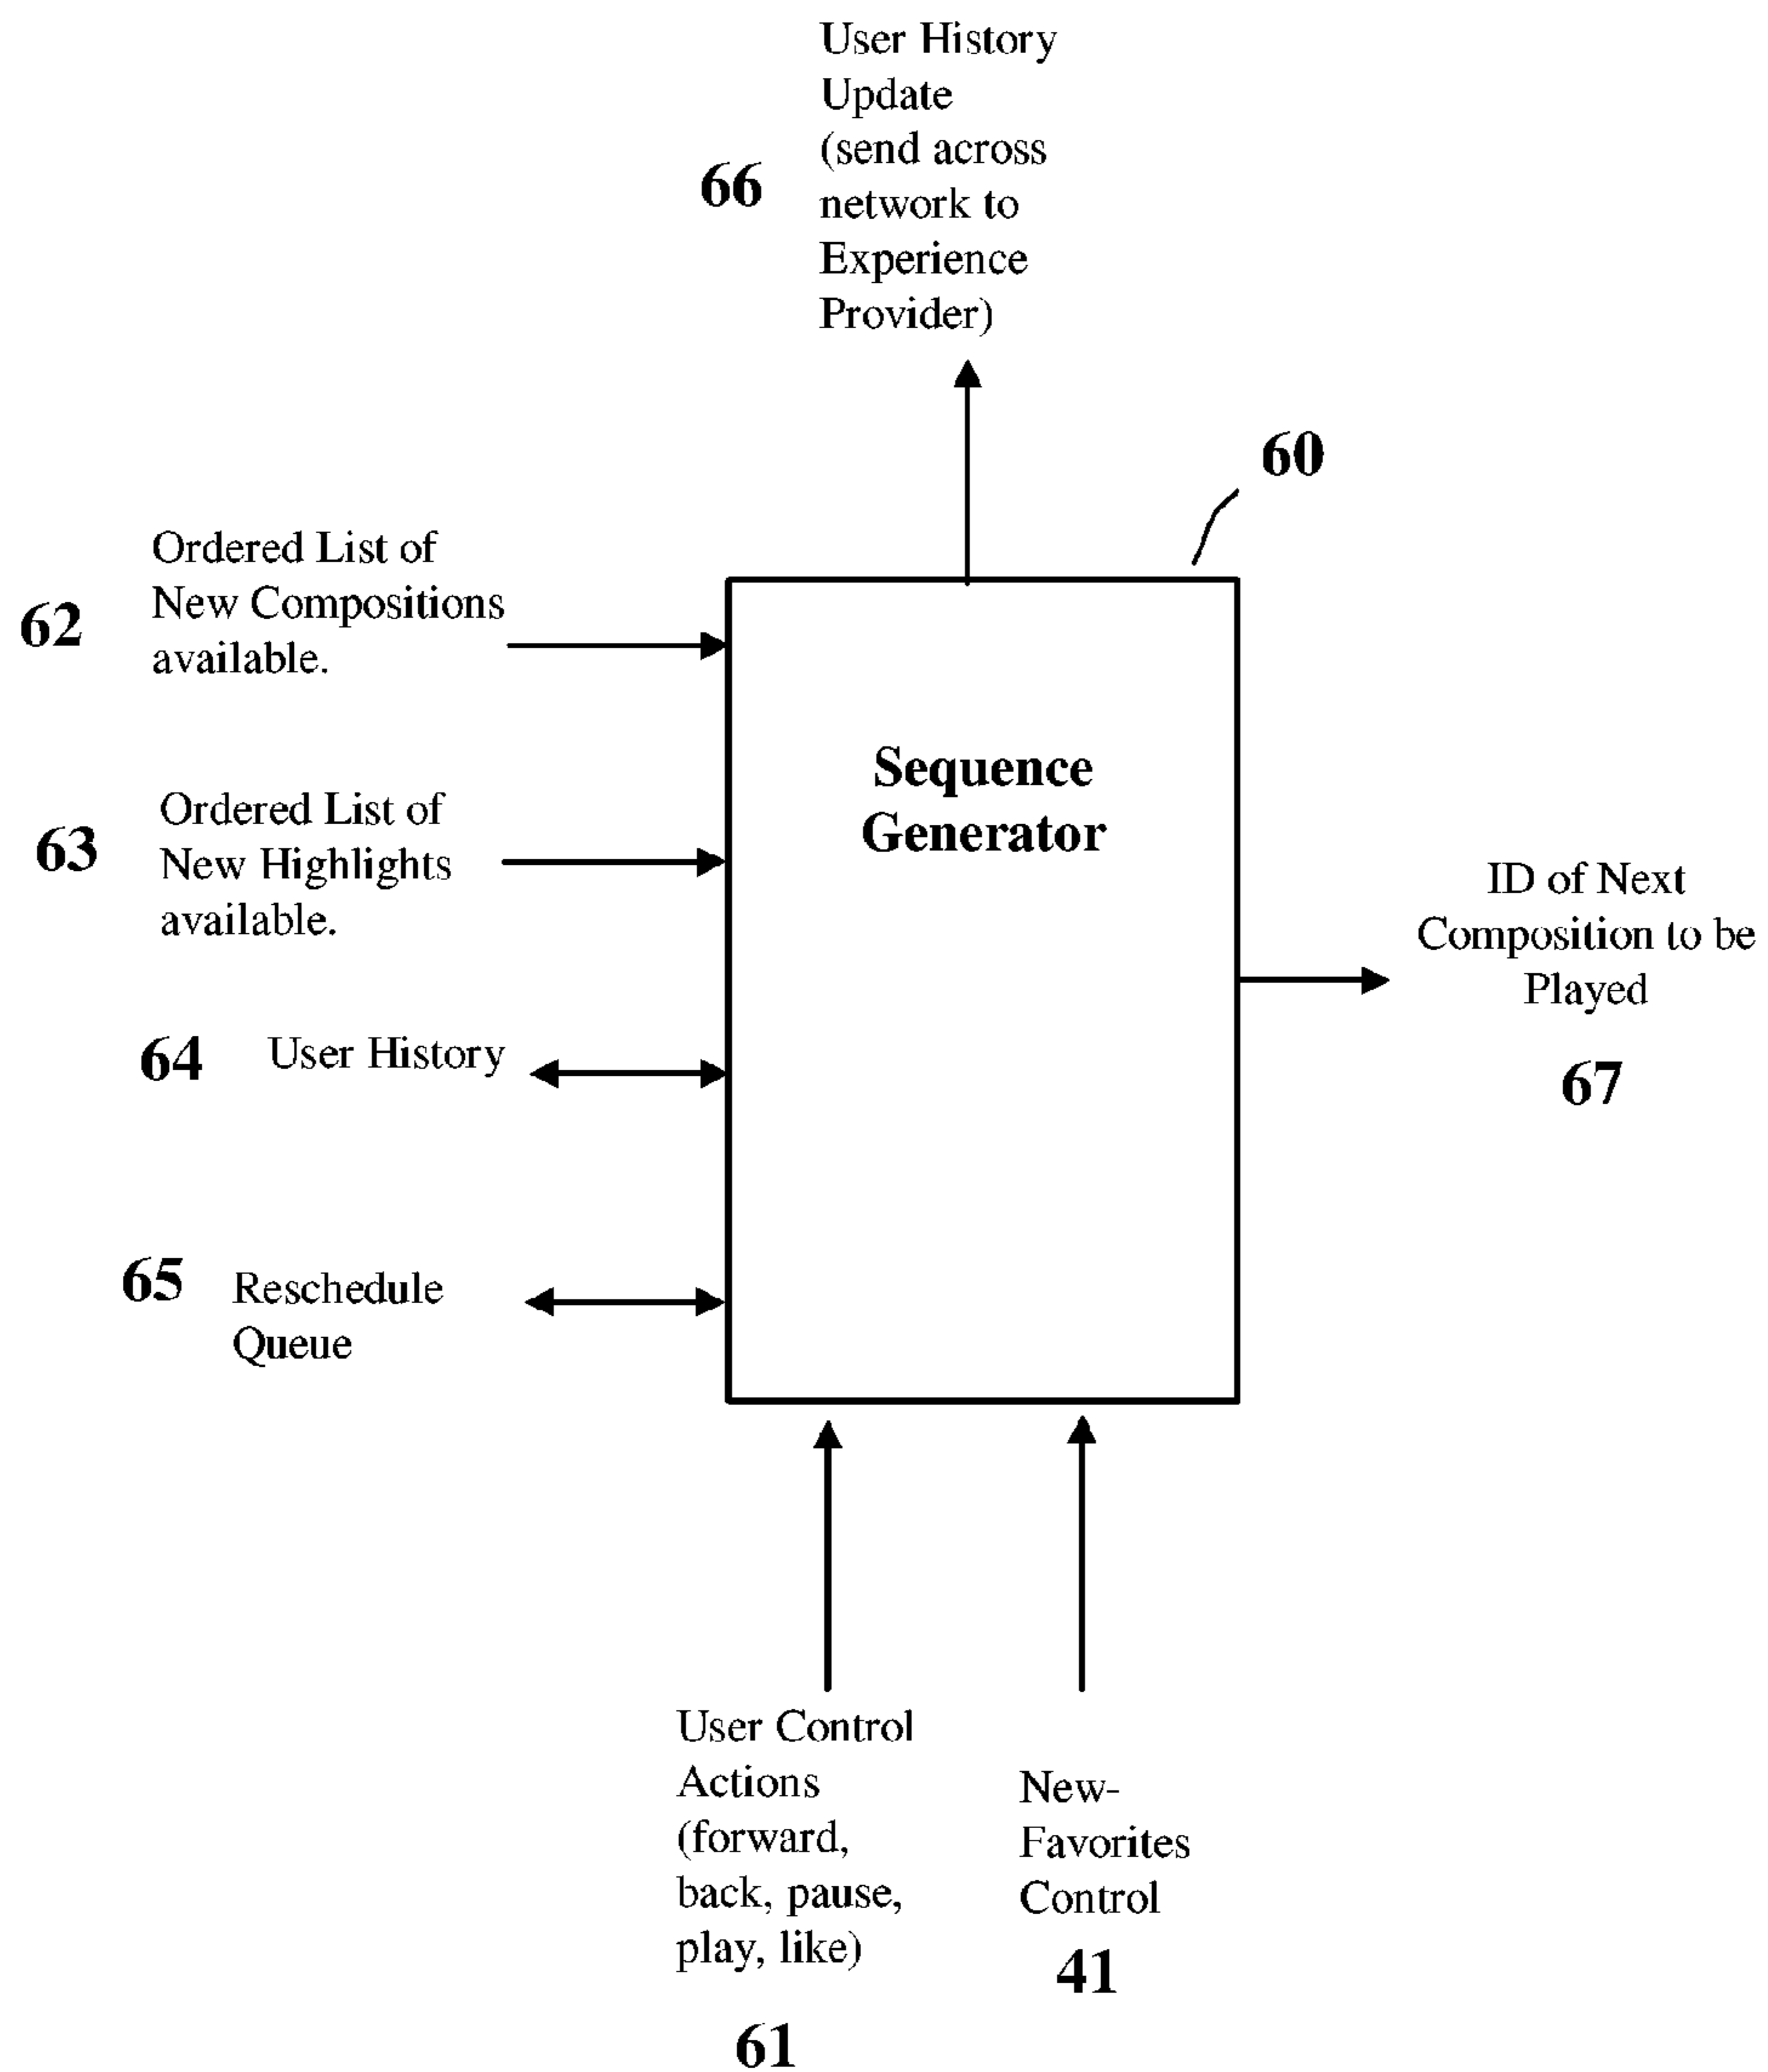 User History
Update
(send across
network to
Experience
Provider)
66
60
Ordered List of
New Compositions
available.
62
Sequence
Generator
Ordered List of
New Highlights
available.
63
ID of Next
Composition to be
Played
67
64
User History
65
Reschedule
Queue
User Control
Actions
(forward,
back, pause,
play, like)
61
New-
Favorites
Control
41